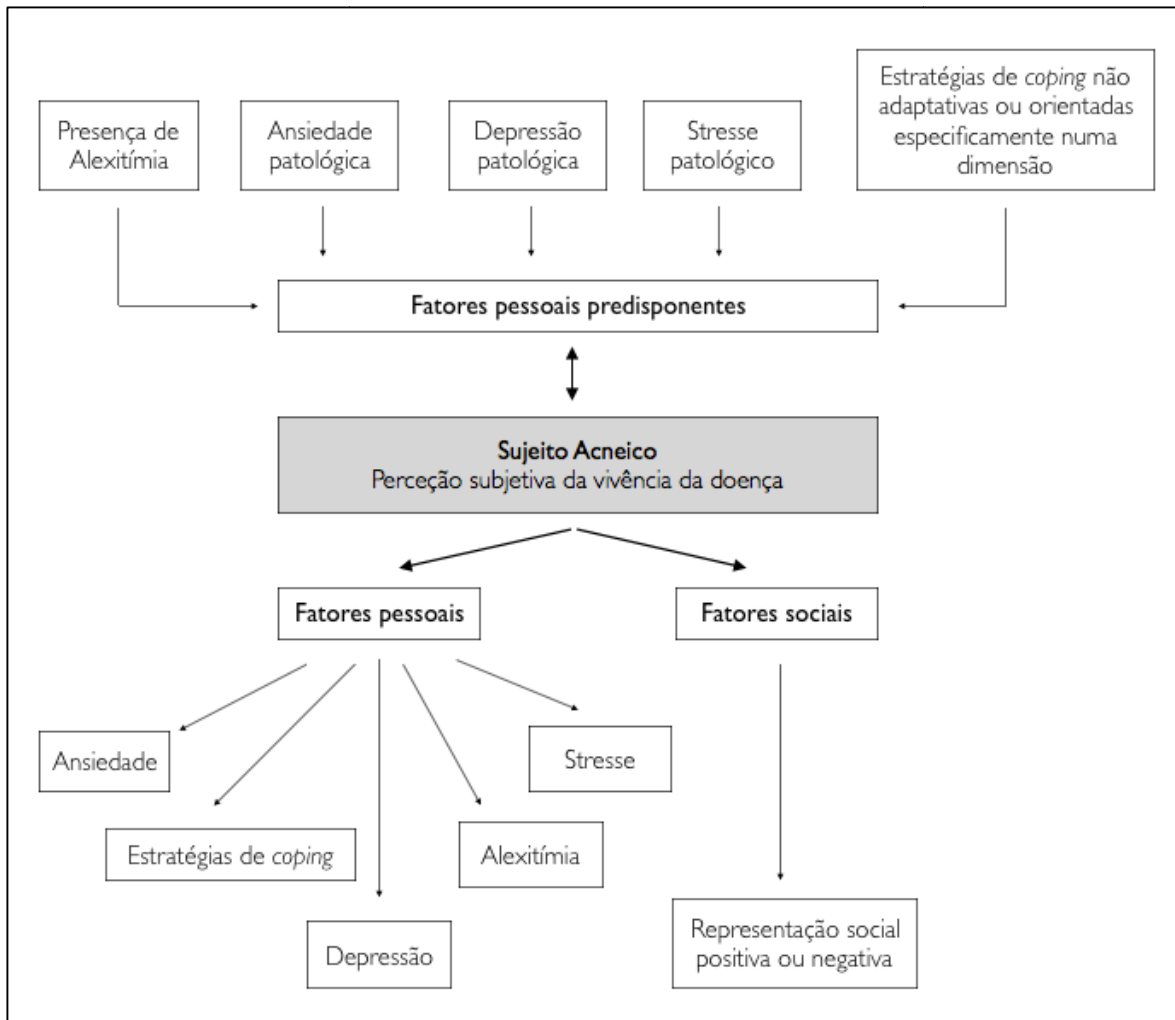 Presença de
Alexitímia
Ansiedade
patológica
Depressão
patológica
Stresse
patológico
Estratégias de coping não
adaptativas ou orientadas
especificamente numa
dimensão
Fatores pessoais predisponentes
Sujeito Acneico
Perceção subjetiva da vivência da doença
Fatores pessoais
Fatores sociais
Ansiedade
Stresse
Estratégias de coping
Alexitímia
Depressão
Representação social
positiva ou negativa